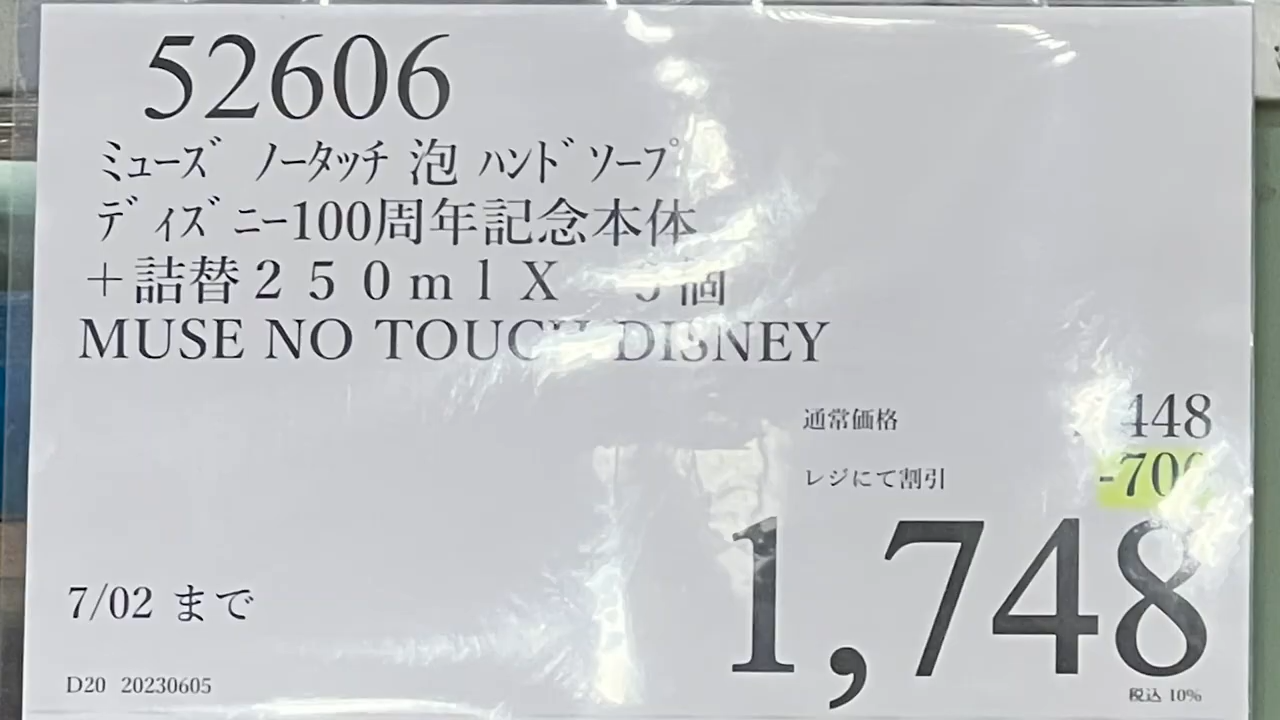 52606
ﾐｭｰｽﾞ ﾉｰﾀｯﾁ 泡 ﾊﾝﾄﾞｿｰﾌﾟ
ﾃﾞｨｽﾞﾆｰ100周年記念本体
＋詰替２５０ｍｌＸ 個
MUSE NO TOUCH DISNEY
通常価格
レジにて割引
1,748
7/02 まで
D20 20230605
税込 10%